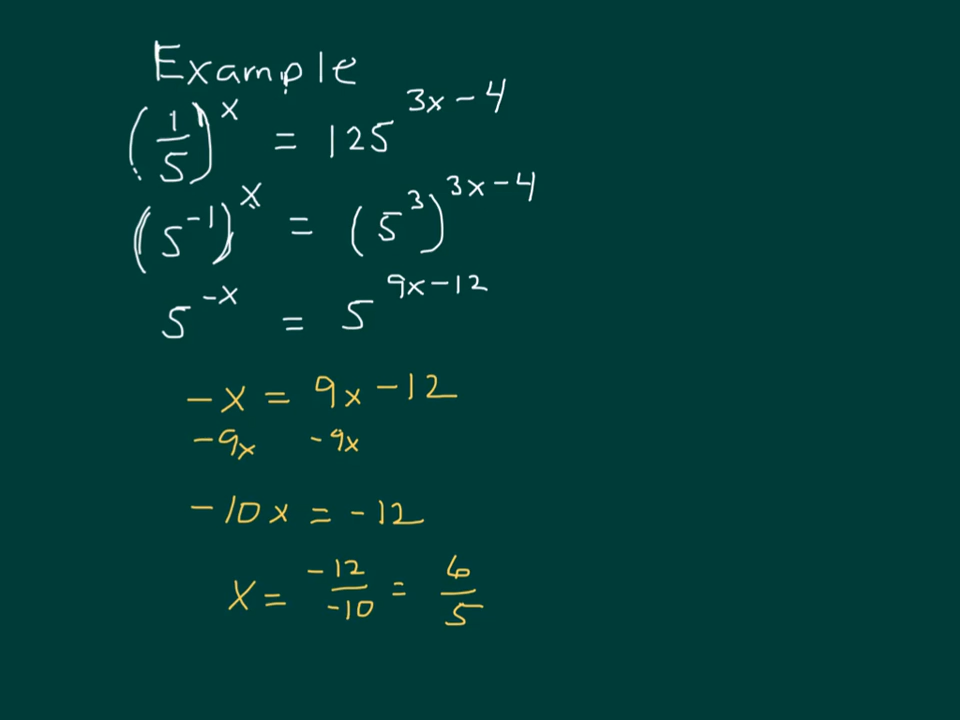 Example
(1/5)^x = 125^(3x-4)
(5^-1)^x = (5^3)^(3x-4)
5^-x = 5^(9x-12)
-x = 9x-12
-9x -9x
-10x = -12
x = -12/-10 = 6/5